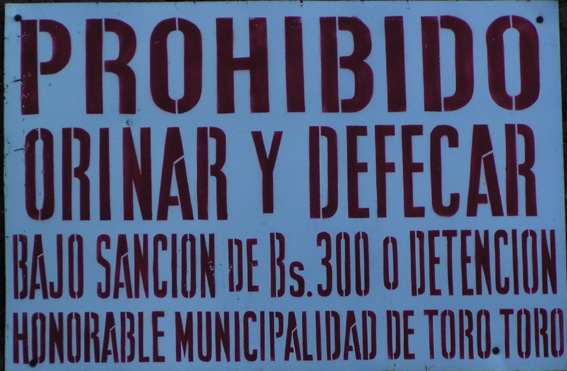 PROHIBIDO
ORINAR Y DEFECAR
BAJO SANCION DE Bs. 300 O DETENCION
HONORABLE MUNICIPALIDAD DE TORO TORO